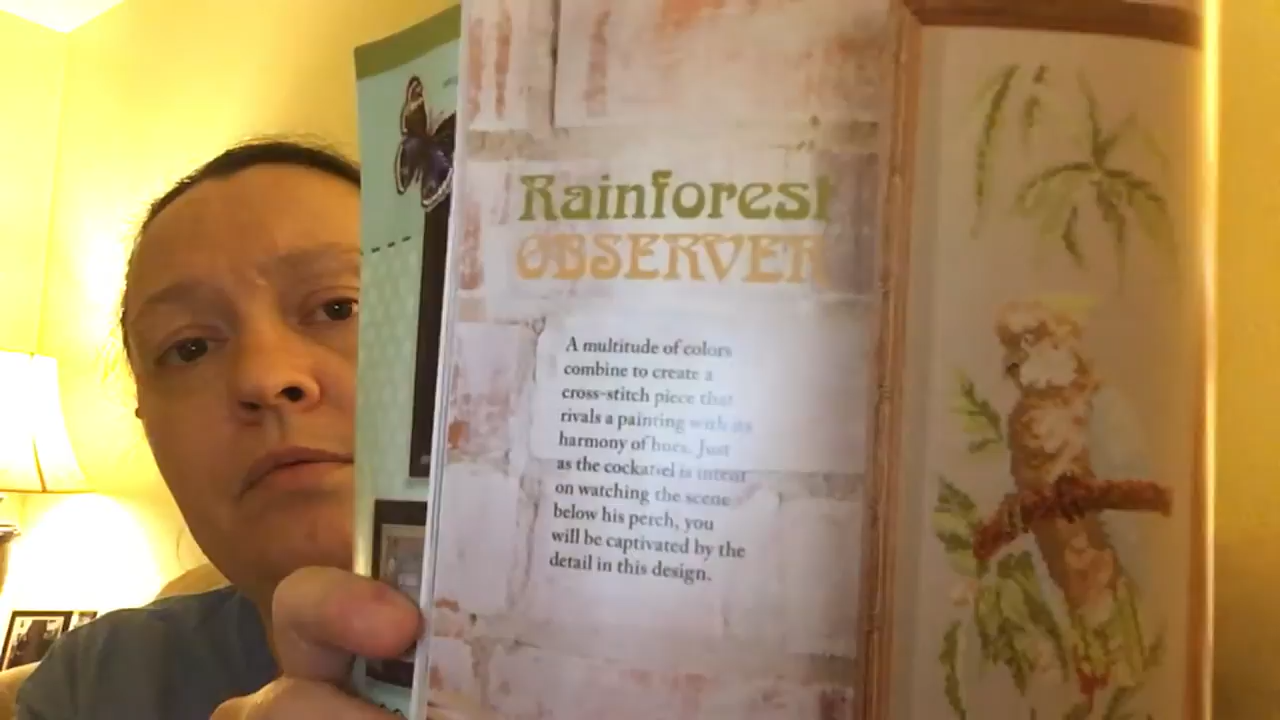 Rainforest
OBSERVER
A multitude of colors
combine to create a
cross-stitch piece that
rivals a painting with its
harmony of hues. Just
as the cockatiel is intent
on watching the scene
below his perch, you
will be captivated by the
detail in this design.